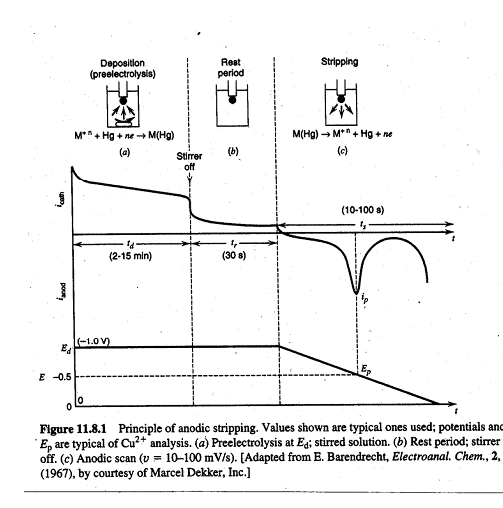 Deposition
(preelectrolysis)
Rest
period
Stripping
M⁺ⁿ + Hg + ne → M(Hg)
M(Hg) → M⁺ⁿ + Hg + ne
(a)
(b)
(c)
Stirrer
off
i_cath
(10-100 s)
t_s
t
t_d
(2-15 min)
t_r
(30 s)
i_anod
i_p
E_d
(−1.0 V)
E −0.5
E_p
0
0
t
Figure 11.8.1 Principle of anodic stripping. Values shown are typical ones used; potentials and
E_p are typical of Cu²⁺ analysis. (a) Preelectrolysis at E_d; stirred solution. (b) Rest period; stirrer
off. (c) Anodic scan (v = 10–100 mV/s). [Adapted from E. Barendrecht, Electroanal. Chem., 2,
(1967), by courtesy of Marcel Dekker, Inc.]